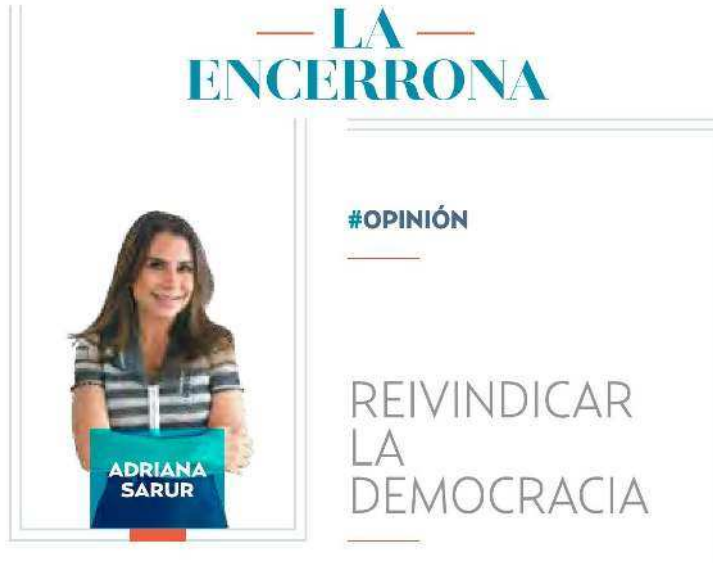 LA
ENCERRONA
#OPINIÓN
REIVINDICAR
LA
DEMOCRACIA
ADRIANA
SARUR